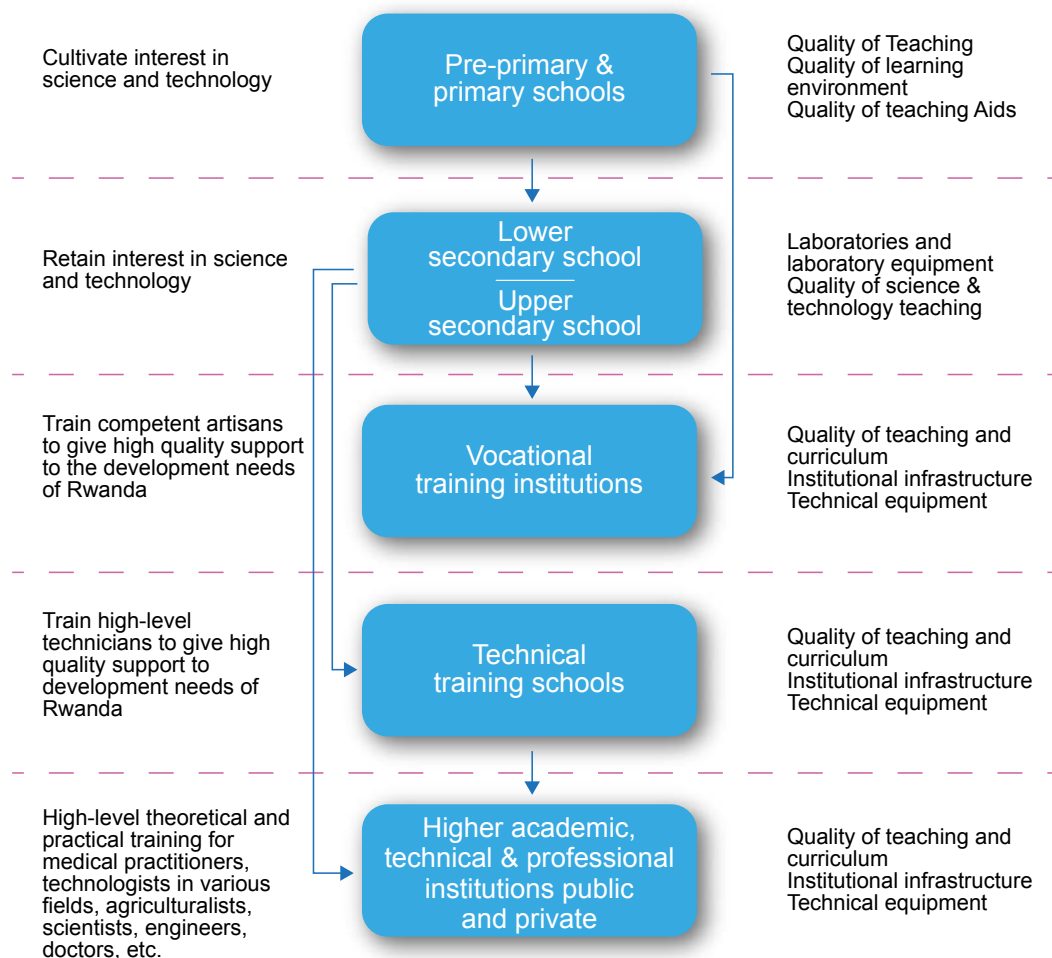 Cultivate interest in
science and technology
Pre-primary &
primary schools
Quality of Teaching
Quality of learning
environment
Quality of teaching Aids
Retain interest in science
and technology
Lower
secondary school
Upper
secondary school
Laboratories and
laboratory equipment
Quality of science &
technology teaching
Train competent artisans
to give high quality support
to the development needs
of Rwanda
Vocational
training institutions
Quality of teaching and
curriculum
Institutional infrastructure
Technical equipment
Train high-level
technicians to give high
quality support to
development needs of
Rwanda
Technical
training schools
Quality of teaching and
curriculum
Institutional infrastructure
Technical equipment
High-level theoretical and
practical training for
medical practitioners,
technologists in various
fields, agriculturalists,
scientists, engineers,
doctors, etc.
Higher academic,
technical & professional
institutions public
and private
Quality of teaching and
curriculum
Institutional infrastructure
Technical equipment